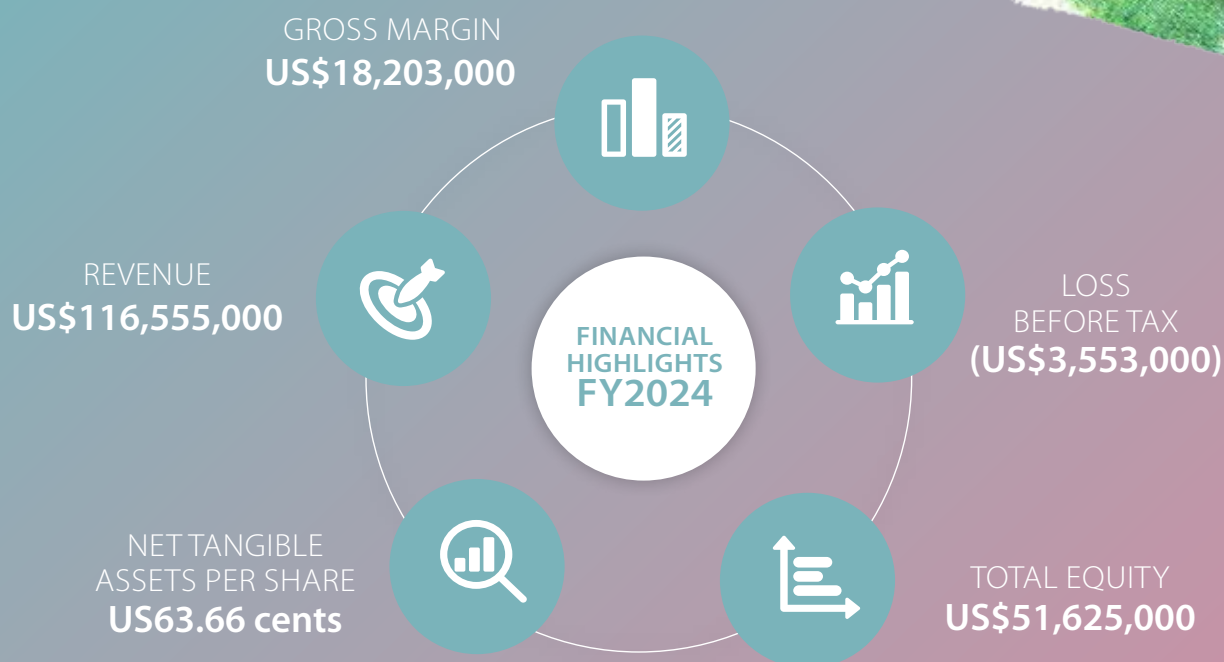 GROSS MARGIN
US$18,203,000
REVENUE
US$116,555,000
FINANCIAL
HIGHLIGHTS
FY2024
LOSS
BEFORE TAX
(US$3,553,000)
NET TANGIBLE
ASSETS PER SHARE
US63.66 cents
TOTAL EQUITY
US$51,625,000